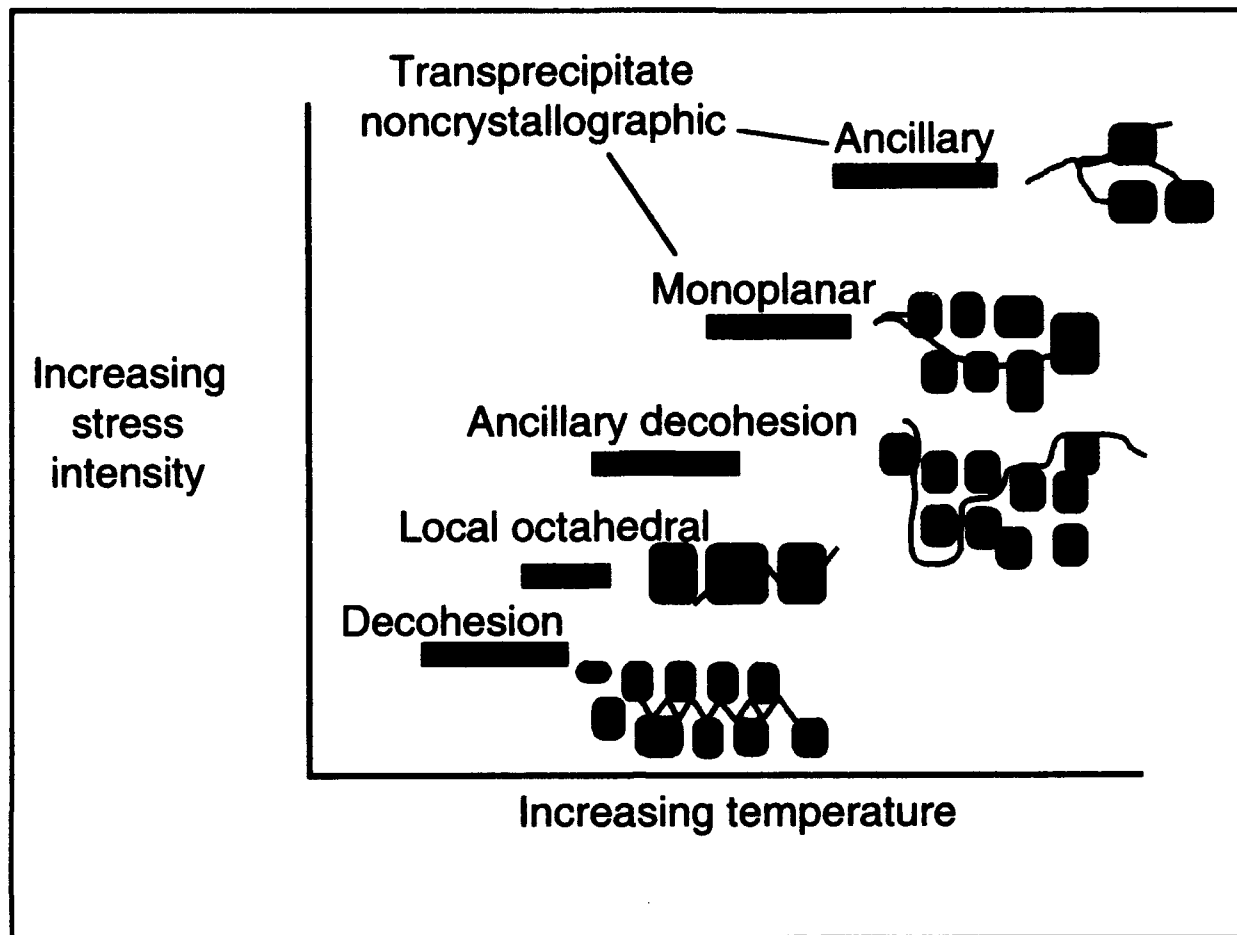 Transprecipitate
noncrystallographic
Ancillary
Monoplanar
Increasing
stress
intensity
Ancillary decohesion
Local octahedral
Decohesion
Increasing temperature